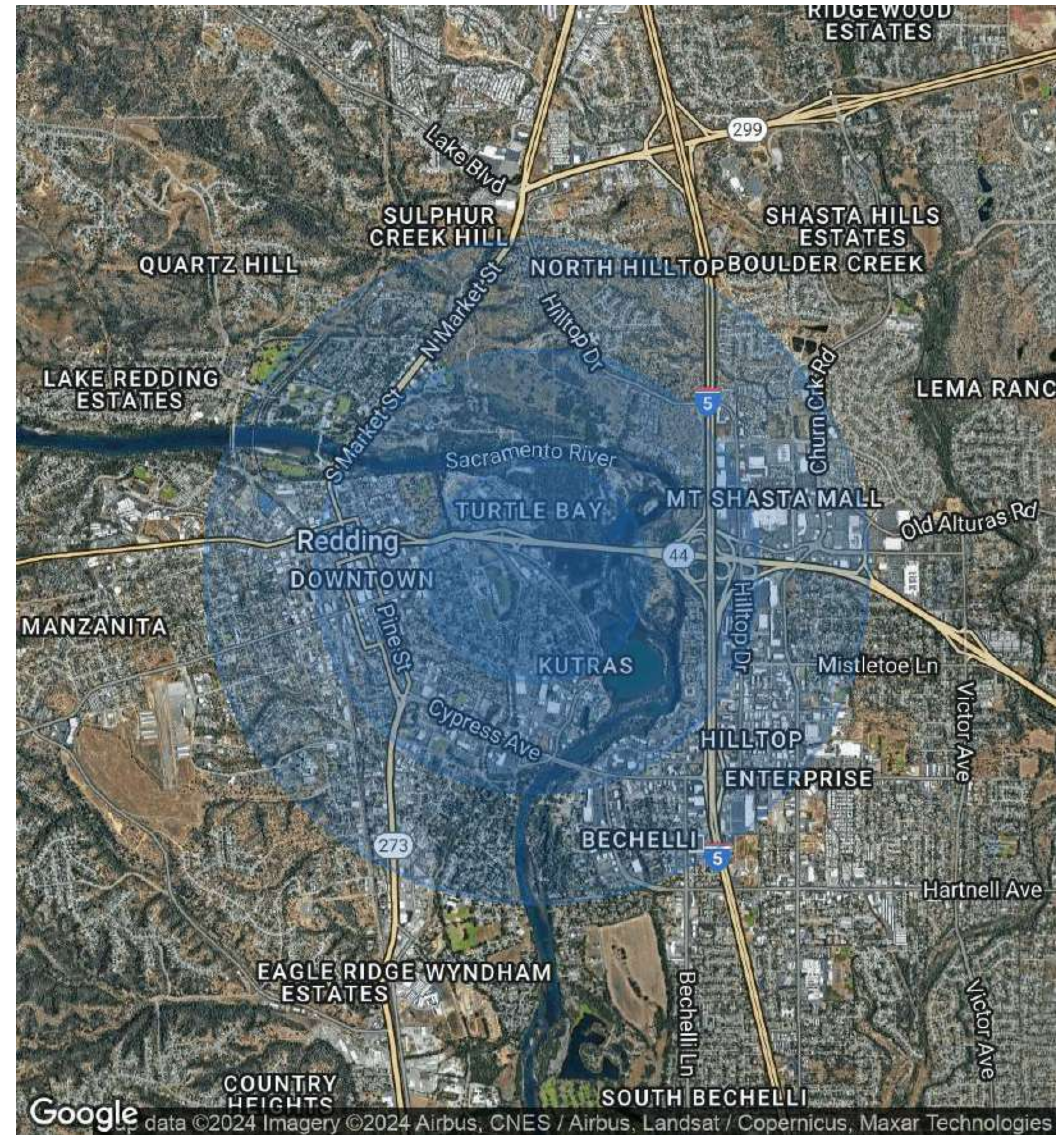 RIDGEWOOD
ESTATES
299
Lake Blvd
SULPHUR
CREEK HILL
SHASTA HILLS
ESTATES
QUARTZ HILL
NORTH HILLTOP
BOULDER CREEK
N Market St
Hilltop Dr
LAKE REDDING
ESTATES
5
Churn Crk Rd
LEMA RANC
S Market St
Sacramento River
TURTLE BAY
MT SHASTA MALL
Old Alturas Rd
Redding
44
DOWNTOWN
Pine St
Hilltop Dr
MANZANITA
KUTRAS
Mistletoe Ln
Victor Ave
Cypress Ave
HILLTOP
ENTERPRISE
273
BECHELLI
5
Hartnell Ave
EAGLE RIDGE
ESTATES
WYNDHAM
Bechelli Ln
Victor Ave
COUNTRY
HEIGHTS
SOUTH BECHELLI
Google
data ©2024 Imagery ©2024 Airbus, CNES / Airbus, Landsat / Copernicus, Maxar Technologies